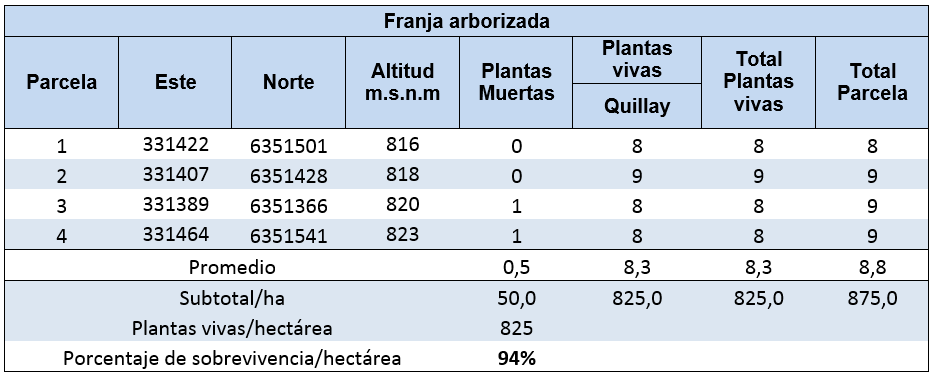 Franja arborizada
Parcela Este Norte Altitud m.s.n.m Plantas Muertas Plantas vivas Total Plantas vivas Total Parcela
Quillay
1 331422 6351501 816 0 8 8 8
2 331407 6351428 818 0 9 9 9
3 331389 6351366 820 1 8 8 9
4 331464 6351541 823 1 8 8 9
Promedio 0,5 8,3 8,3 8,8
Subtotal/ha 50,0 825,0 825,0 875,0
Plantas vivas/hectárea 825
Porcentaje de sobrevivencia/hectárea 94%